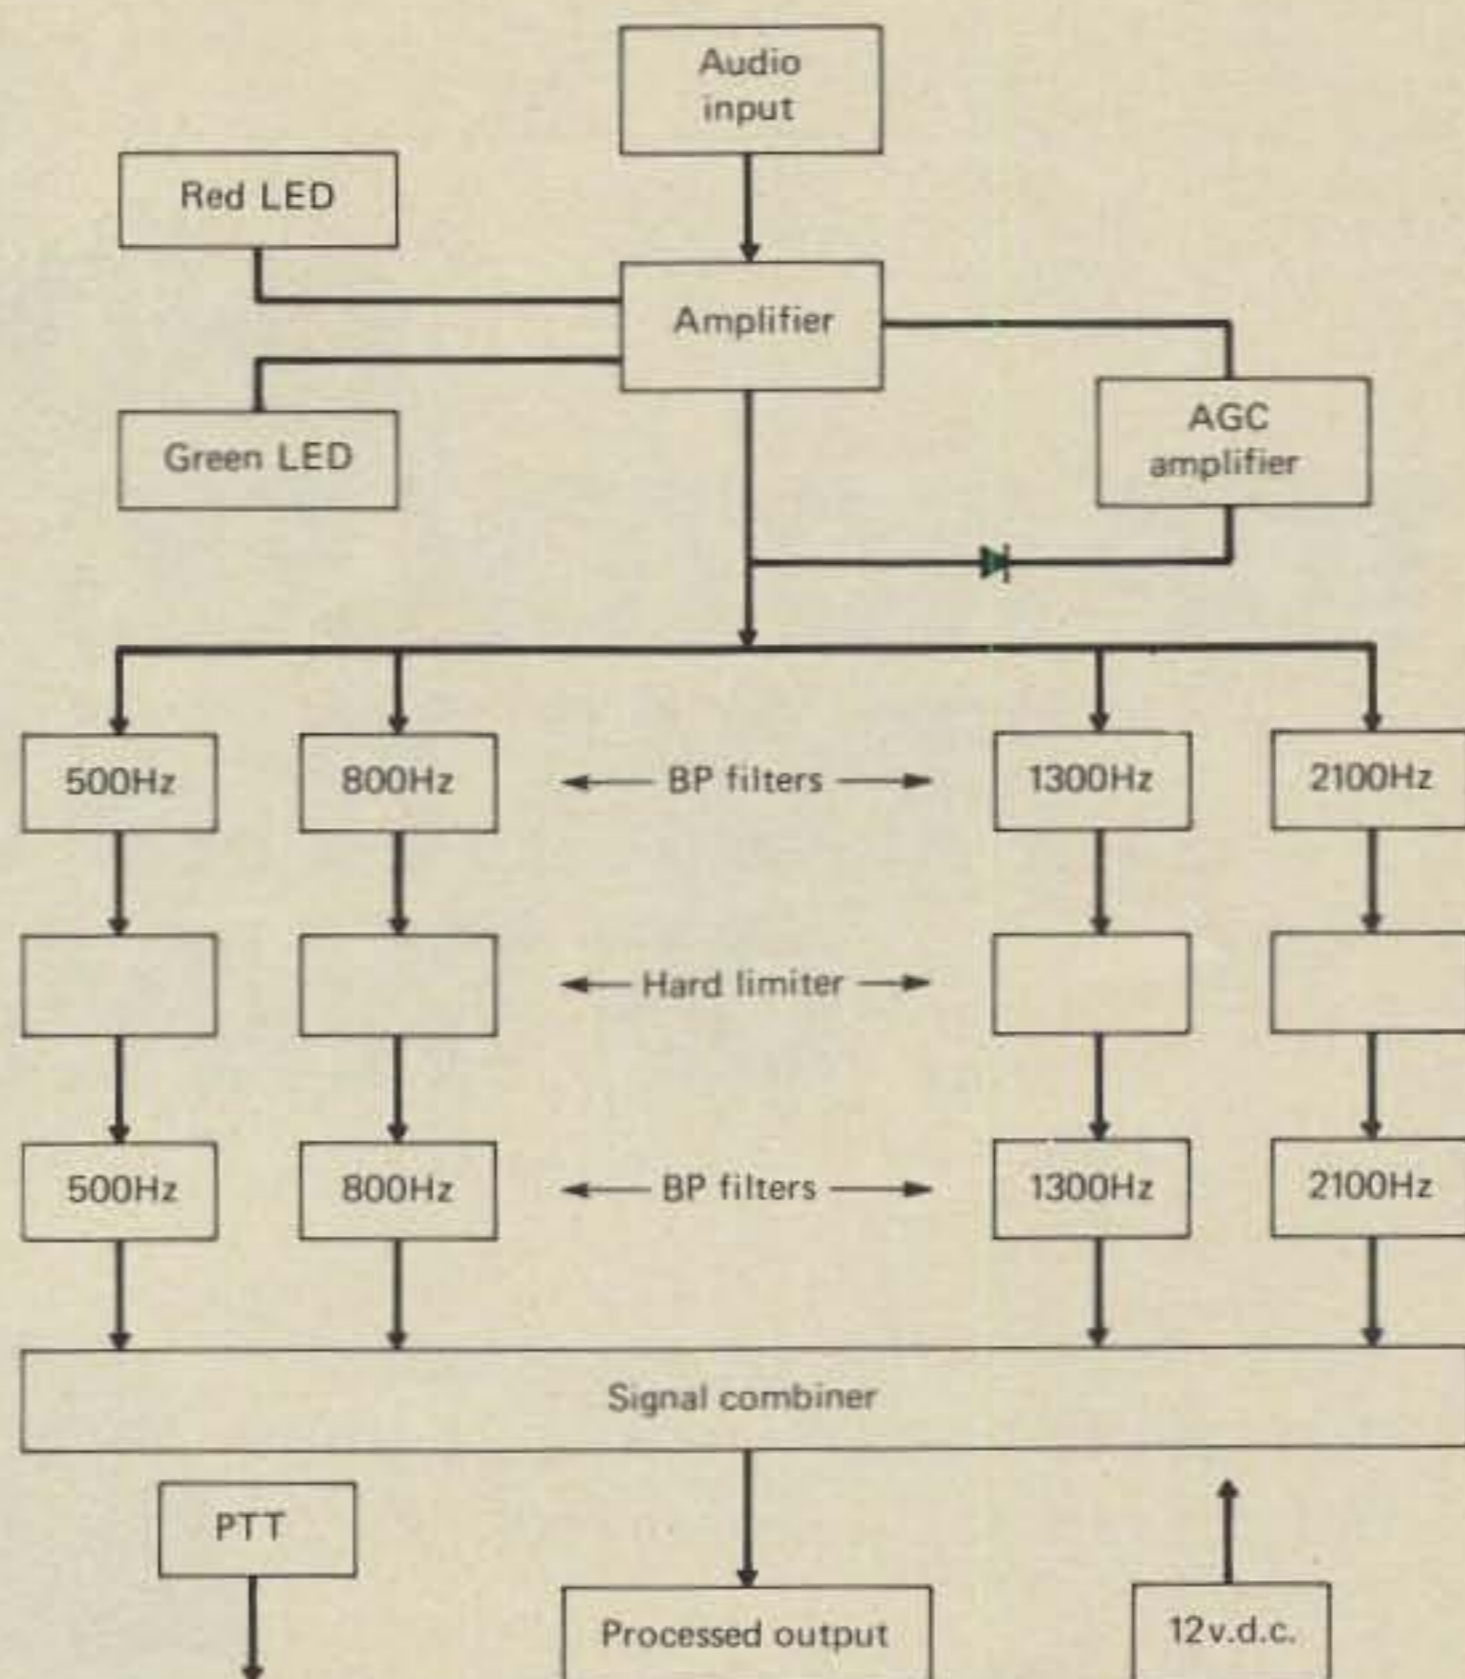 Audio
input
Red LED
Amplifier
Green LED
AGC
amplifier
500Hz
800Hz
BP filters
1300Hz
2100Hz
Hard limiter
500Hz
800Hz
BP filters
1300Hz
2100Hz
Signal combiner
PTT
Processed output
12v.d.c.